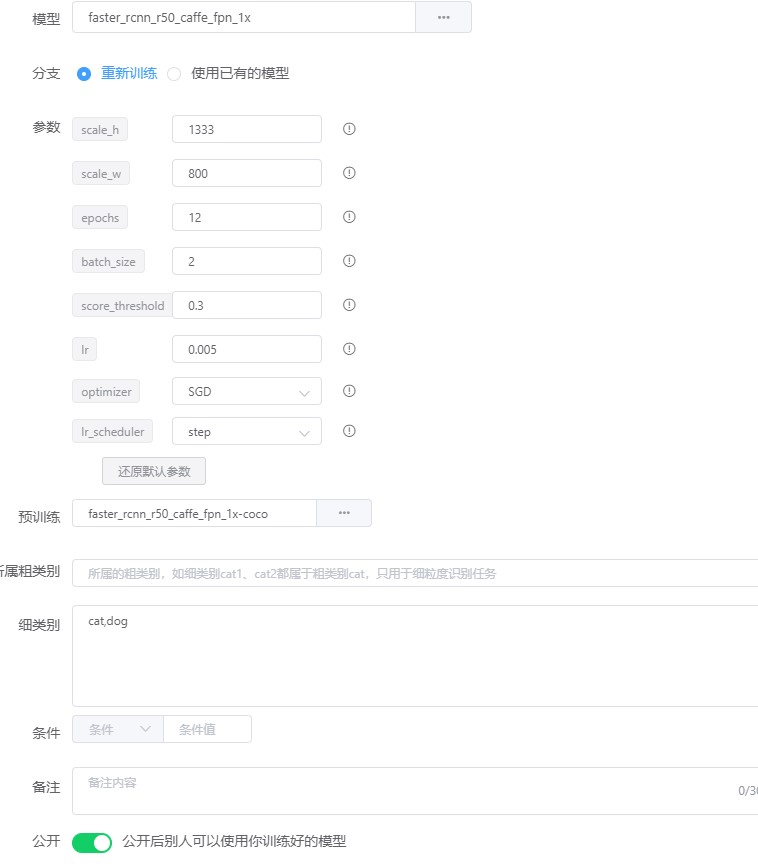 模型 faster_rcnn_r50_caffe_fpn_1x ···
分支 重新训练 使用已有的模型
参数 scale_h 1333
scale_w 800
epochs 12
batch_size 2
score_threshold 0.3
lr 0.005
optimizer SGD
lr_scheduler step
还原默认参数
预训练 faster_rcnn_r50_caffe_fpn_1x-coco ···
所属粗类别 所属的粗类别，如细类别cat1、cat2都属于粗类别cat，只用于细粒度识别任务
细类别 cat,dog
条件 条件 条件值
备注 备注内容
0/30
公开 公开后别人可以使用你训练好的模型